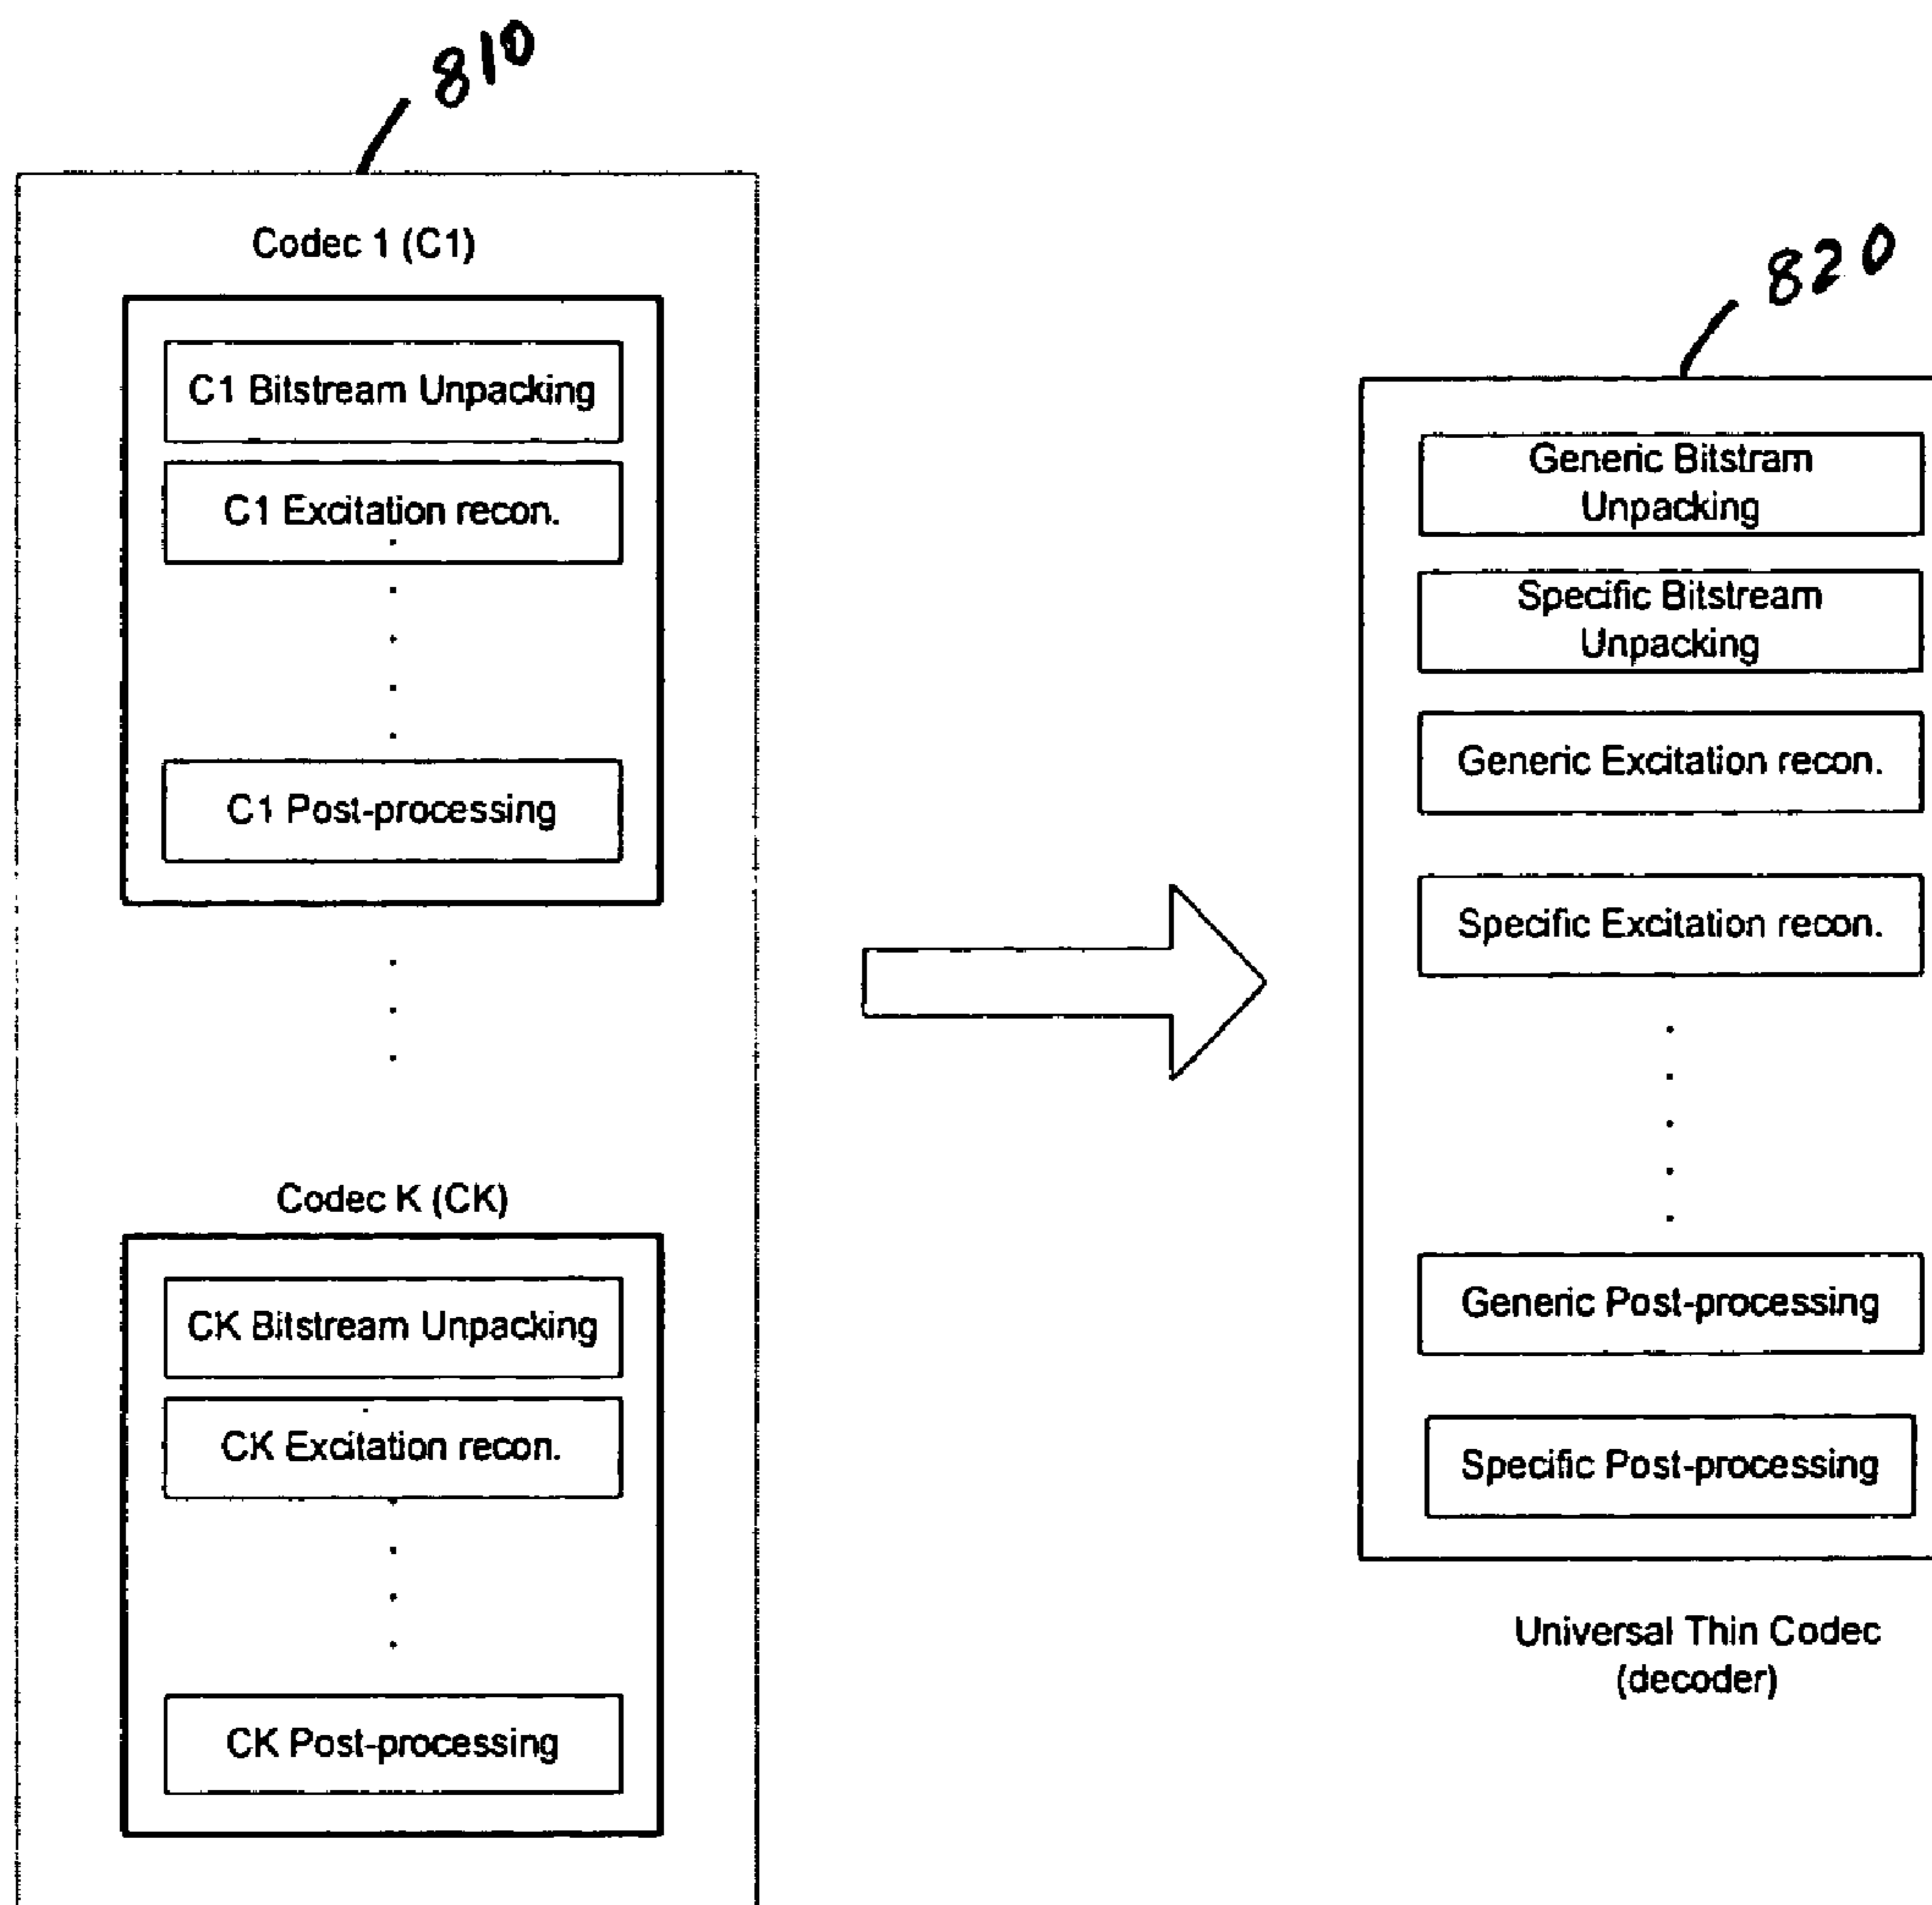 810
Codec 1 (C1)
C1 Bitstream Unpacking
C1 Excitation recon.
C1 Post-processing
Codec K (CK)
CK Bitstream Unpacking
CK Excitation recon.
CK Post-processing
820
Generic Bitstram
Unpacking
Specific Bitstream
Unpacking
Generic Excitation recon.
Specific Excitation recon.
Generic Post-processing
Specific Post-processing
Universal Thin Codec
(decoder)